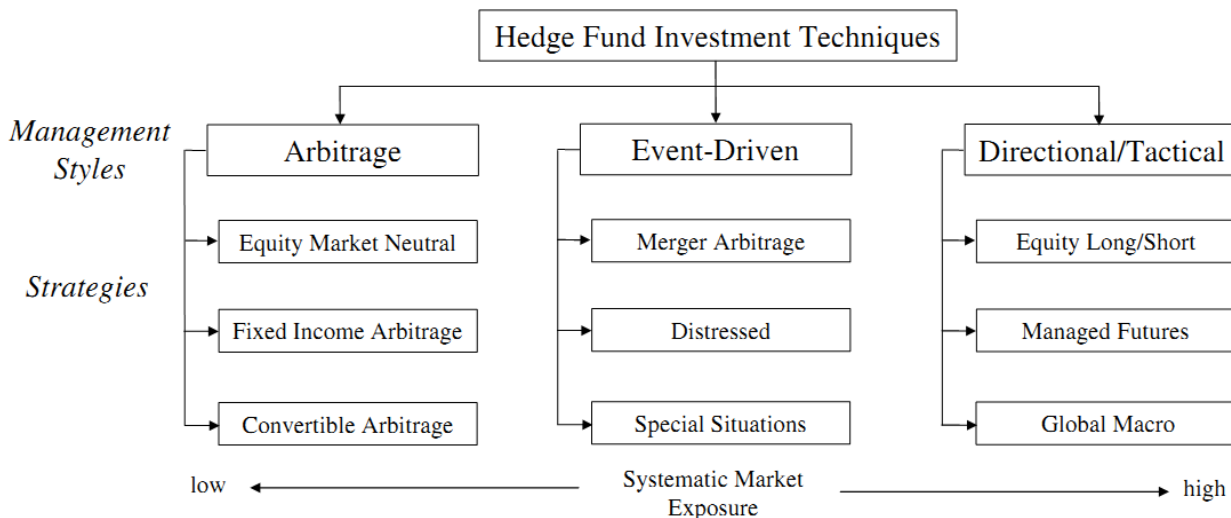 Hedge Fund Investment Techniques
Management
Styles
Arbitrage
Event-Driven
Directional/Tactical
Equity Market Neutral
Merger Arbitrage
Equity Long/Short
Strategies
Fixed Income Arbitrage
Distressed
Managed Futures
Convertible Arbitrage
Special Situations
Global Macro
low
Systematic Market
Exposure
high